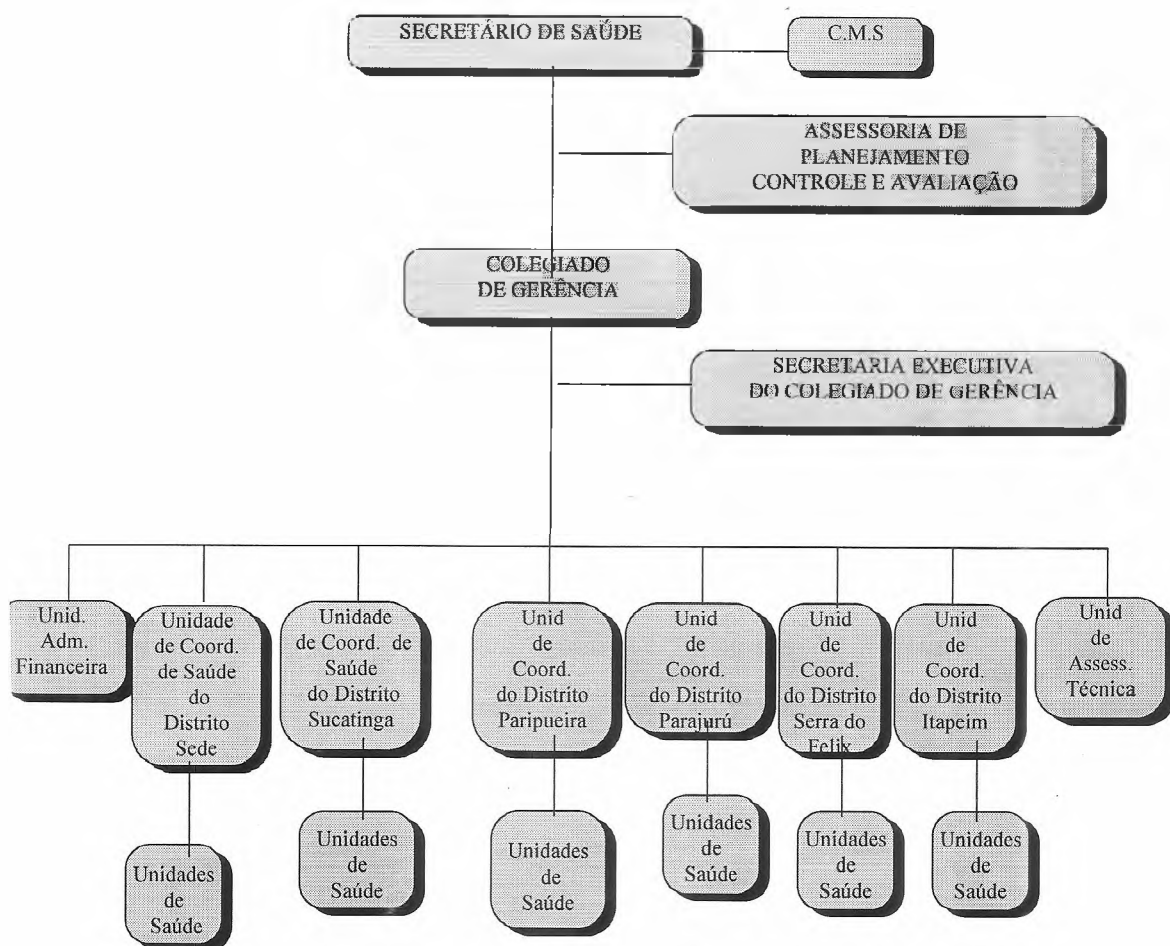 SECRETÁRIO DE SAÚDE
C.M.S
ASSESSORIA DE
PLANEJAMENTO
CONTROLE E AVALIAÇÃO
COLEGIADO
DE GERÊNCIA
SECRETARIA EXECUTIVA
DO COLEGIADO DE GERÊNCIA
Unid.
Adm.
Financeira
Unidade
de Coord.
de Saúde
do
Distrito
Sede
Unidade
de Coord. de
Saúde
do Distrito
Sucatinga
Unid
de
Coord.
do Distrito
Paripueira
Unid
de
Coord.
do Distrito
Parajurú
Unid
de
Coord.
do Distrito
Serra do
Felix
Unid
de
Coord.
do Distrito
Itapeim
Unid
de
Assess.
Técnica
Unidades
de
Saúde
Unidades
de
Saúde
Unidades
de
Saúde
Unidades
de
Saúde
Unidades
de
Saúde
Unidades
de
Saúde